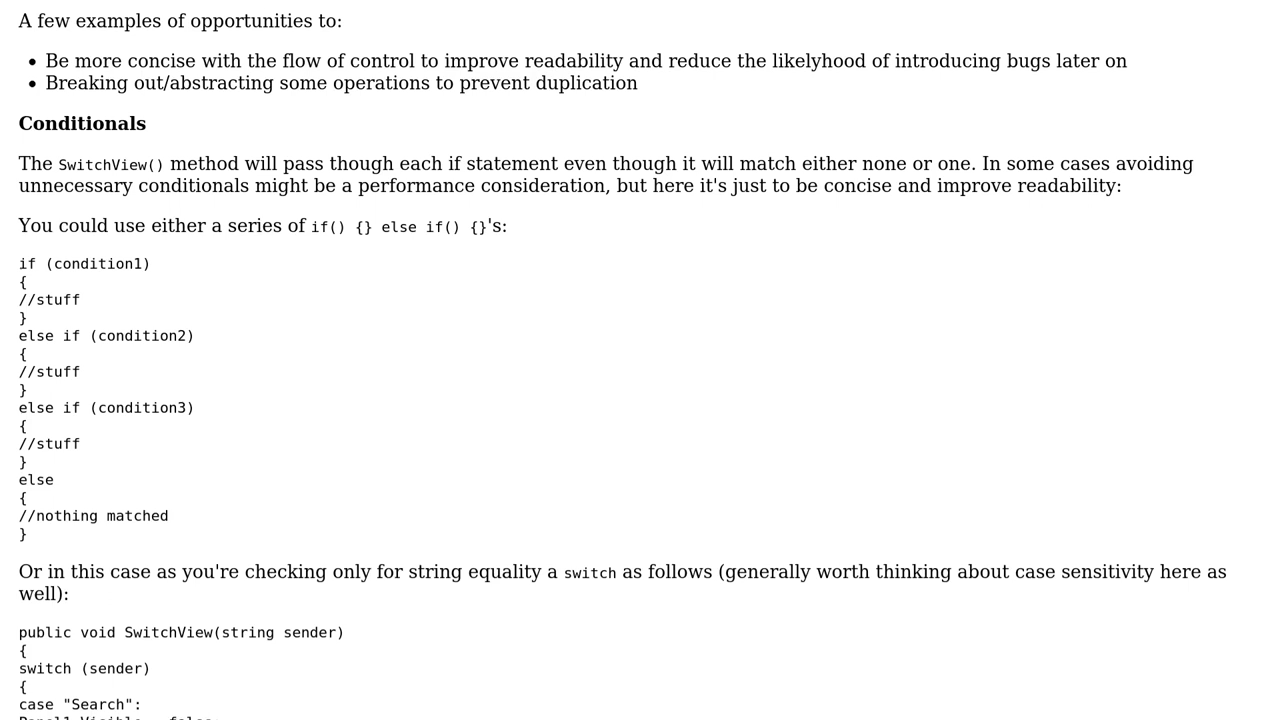 A few examples of opportunities to:
• Be more concise with the flow of control to improve readability and reduce the likelyhood of introducing bugs later on
• Breaking out/abstracting some operations to prevent duplication
Conditionals
The SwitchView() method will pass though each if statement even though it will match either none or one. In some cases avoiding
unnecessary conditionals might be a performance consideration, but here it's just to be concise and improve readability:
You could use either a series of if() {} else if() {}'s:
if (condition1)
{
//stuff
}
else if (condition2)
{
//stuff
}
else if (condition3)
{
//stuff
}
else
{
//nothing matched
}
Or in this case as you're checking only for string equality a switch as follows (generally worth thinking about case sensitivity here as
well):
public void SwitchView(string sender)
{
switch (sender)
{
case "Search":